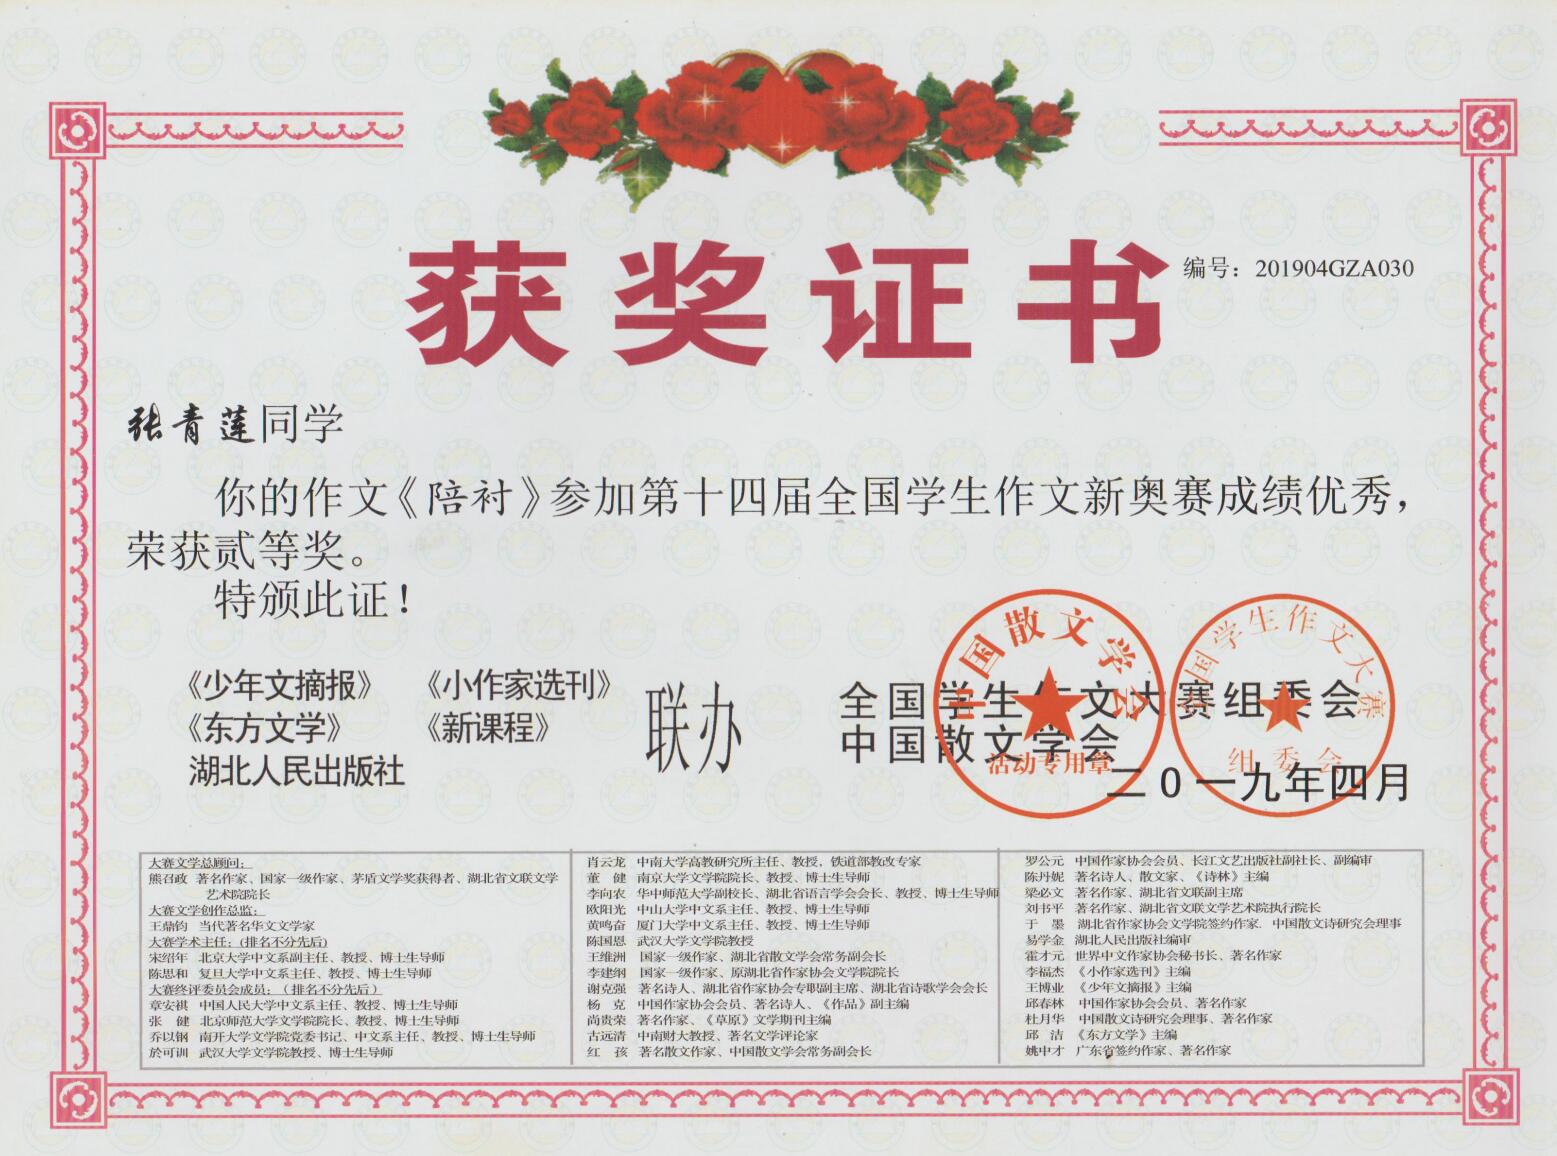 获奖证书
编号：201904GZA030
张青莲同学
你的作文《陪衬》参加第十四届全国学生作文新奥赛成绩优秀，
荣获贰等奖。
特颁此证！
《少年文摘报》 《小作家选刊》
《东方文学》 《新课程》
湖北人民出版社
联办
全国学生作文大赛组委会
中国散文学会
二0一九年四月
中国散文学会
活动专用章
全国学生作文大赛
组委会
大赛文学总顾问：
熊召政 著名作家、国家一级作家、茅盾文学奖获得者、湖北省文联文学
艺术院院长
大赛文学创作总监：
王鼎钧 当代著名华文文学家
大赛学术主任：(排名不分先后)
宋绍年 北京大学中文系副主任、教授、博士生导师
陈思和 复旦大学中文系主任、教授、博士生导师
大赛终评委员会成员：（排名不分先后）
章安祺 中国人民大学中文系主任、教授、博士生导师
张 健 北京师范大学文学院院长、教授、博士生导师
乔以钢 南开大学文学院党委书记、中文系主任、教授、博士生导师
於可训 武汉大学文学院教授、博士生导师
肖云龙 中南大学高教研究所主任、教授，铁道部教改专家
董 健 南京大学文学院院长、教授、博士生导师
李向农 华中师范大学副校长、湖北省语言学会会长、教授、博士生导师
欧阳光 中山大学中文系主任、教授、博士生导师
黄鸣奋 厦门大学中文系主任、教授、博士生导师
陈国恩 武汉大学文学院教授
王维洲 国家一级作家、湖北省散文学会常务副会长
李建纲 国家一级作家、原湖北省作家协会文学院院长
谢克强 著名诗人、湖北省作家协会专职副主席、湖北省诗歌学会会长
杨 克 中国作家协会会员、著名诗人、《作品》副主编
尚贵荣 著名作家、《草原》文学期刊主编
古远清 中南财大教授、著名文学评论家
红 孩 著名散文作家、中国散文学会常务副会长
罗公元 中国作家协会会员、长江文艺出版社副社长、副编审
陈丹妮 著名诗人、散文家、《诗林》主编
梁必文 著名作家、湖北省文联副主席
刘书平 著名作家、湖北省文联文学艺术院执行院长
于 墨 湖北省作家协会文学院签约作家、中国散文诗研究会理事
易学金 湖北人民出版社编审
霍才元 世界中文作家协会秘书长、著名作家
李福杰 《小作家选刊》主编
王博业 《少年文摘报》主编
邱春林 中国作家协会会员、著名作家
杜月华 中国散文诗研究会理事、著名作家
邱 洁 《东方文学》主编
姚中才 广东省签约作家、著名作家